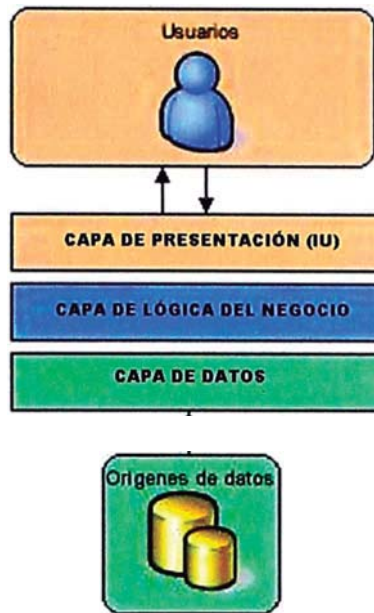 Usuarios
CAPA DE PRESENTACIÓN (IU)
CAPA DE LÓGICA DEL NEGOCIO
CAPA DE DATOS
Orígenes de datos